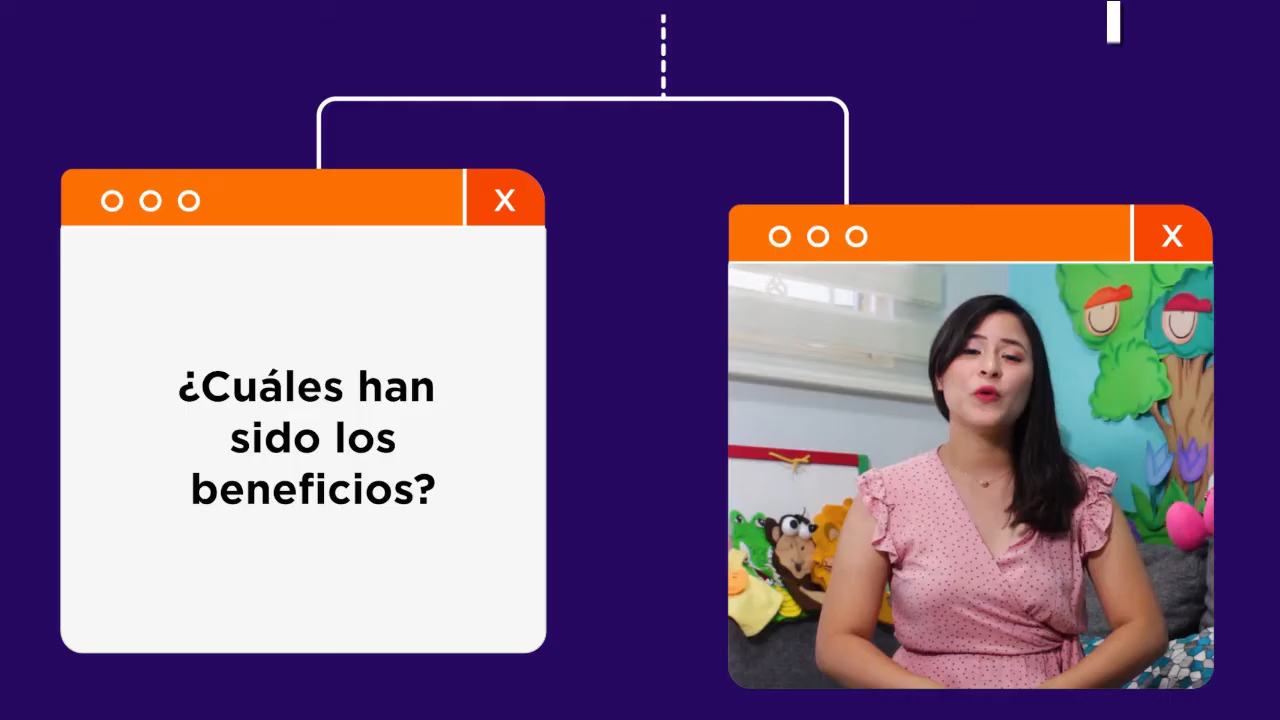 X
X
¿Cuáles han
sido los
beneficios?